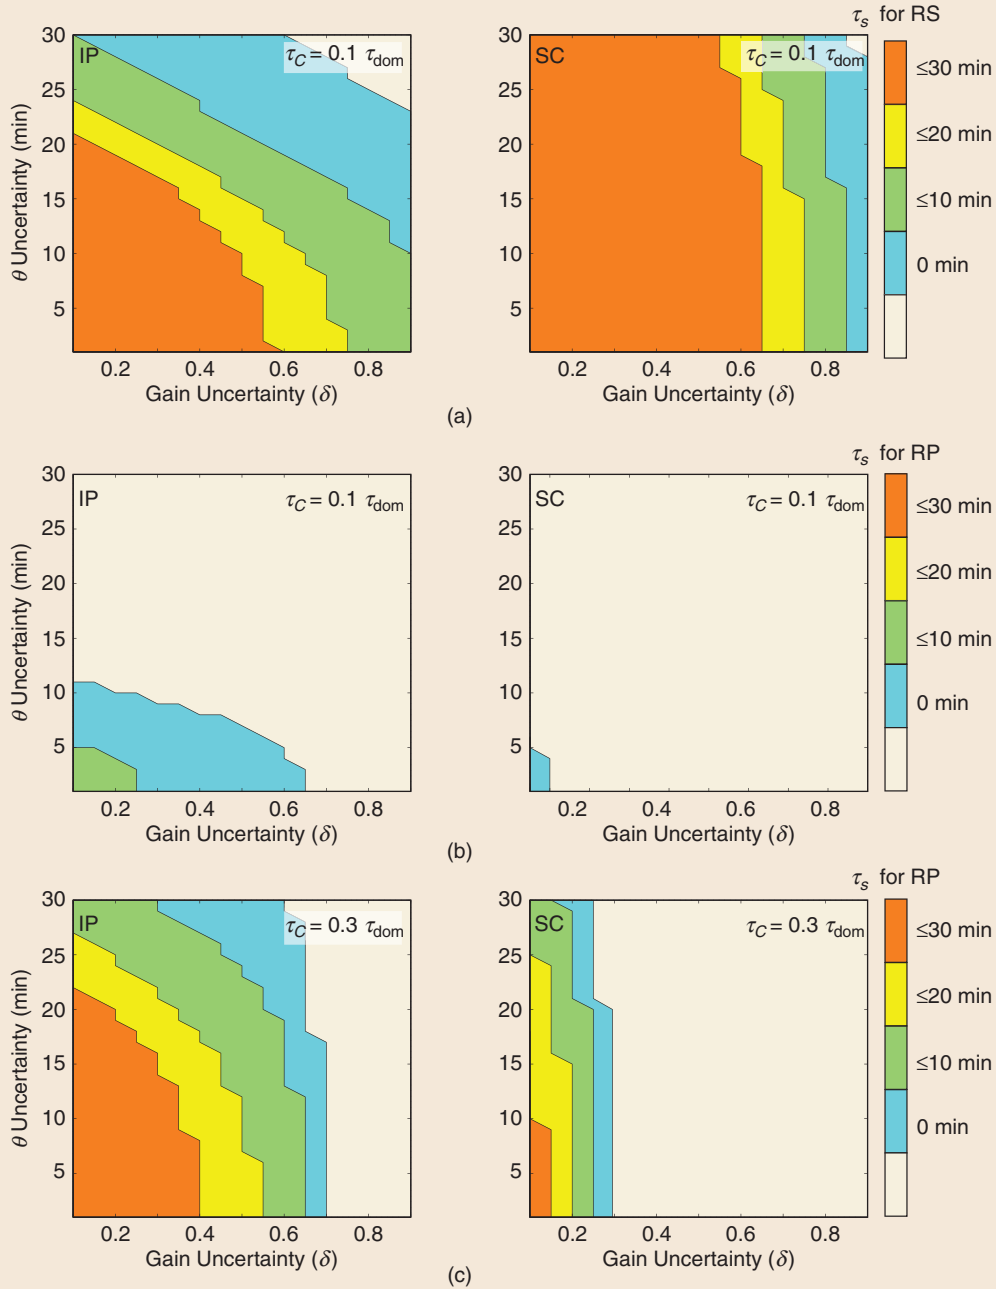 τs for RS
30
IP
τC = 0.1 τdom
25
20
15
10
5
θ Uncertainty (min)
0.2 0.4 0.6 0.8
Gain Uncertainty (δ)
30
SC
τC = 0.1 τdom
25
20
15
10
5
0.2 0.4 0.6 0.8
Gain Uncertainty (δ)
≤30 min
≤20 min
≤10 min
0 min
(a)
τs for RP
30
IP
τC = 0.1 τdom
25
20
15
10
5
θ Uncertainty (min)
0.2 0.4 0.6 0.8
Gain Uncertainty (δ)
30
SC
τC = 0.1 τdom
25
20
15
10
5
0.2 0.4 0.6 0.8
Gain Uncertainty (δ)
≤30 min
≤20 min
≤10 min
0 min
(b)
τs for RP
30
IP
τC = 0.3 τdom
25
20
15
10
5
θ Uncertainty (min)
0.2 0.4 0.6 0.8
Gain Uncertainty (δ)
30
SC
τC = 0.3 τdom
25
20
15
10
5
0.2 0.4 0.6 0.8
Gain Uncertainty (δ)
≤30 min
≤20 min
≤10 min
0 min
(c)